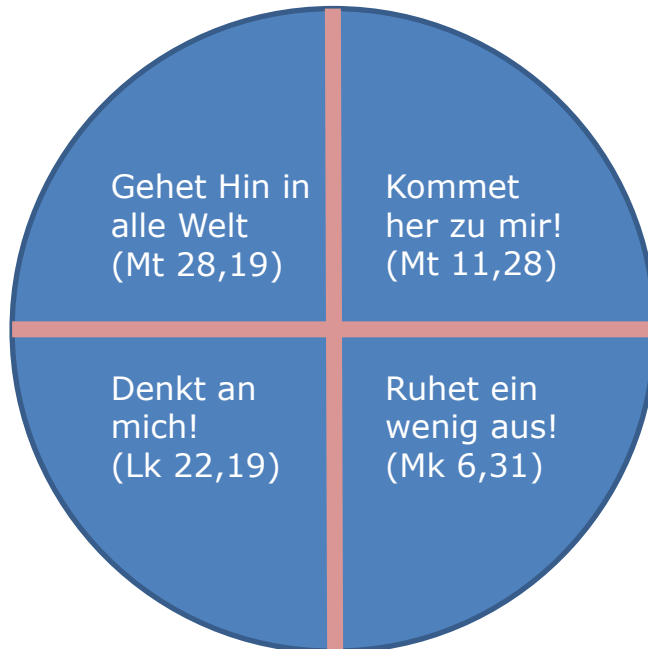 Gehet Hin in
alle Welt
(Mt 28,19)
Kommet
her zu mir!
(Mt 11,28)
Denkt an
mich!
(Lk 22,19)
Ruhet ein
wenig aus!
(Mk 6,31)